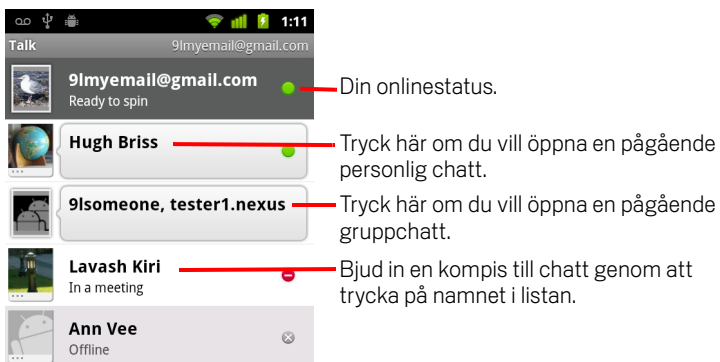 1:11
Talk 9lmyemail@gmail.com
9lmyemail@gmail.com
Ready to spin
Din onlinestatus.
Hugh Briss
Tryck här om du vill öppna en pågående
personlig chatt.
9lsomeone, tester1.nexus
Tryck här om du vill öppna en pågående
gruppchatt.
Lavash Kiri
In a meeting
Bjud in en kompis till chatt genom att
trycka på namnet i listan.
Ann Vee
Offline